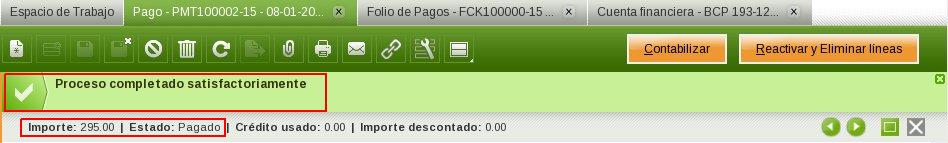 Espacio de Trabajo Pago - PMT100002-15 - 08-01-20... Folio de Pagos - FCK100000-15 ... Cuenta financiera - BCP 193-12...
Contabilizar Reactivar y Eliminar líneas
Proceso completado satisfactoriamente
Importe: 295.00 | Estado: Pagado | Crédito usado: 0.00 | Importe descontado: 0.00